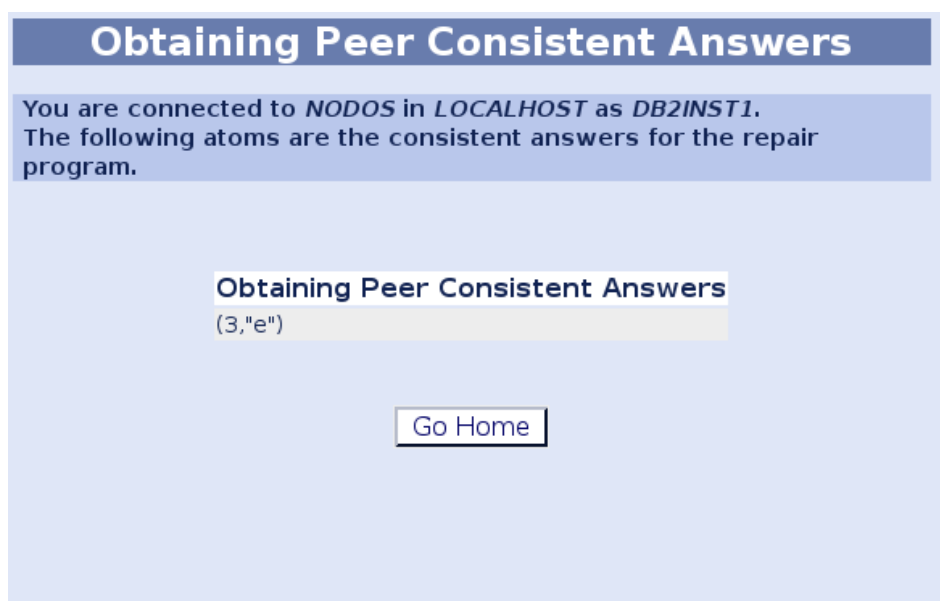 Obtaining Peer Consistent Answers
You are connected to NODOS in LOCALHOST as DB2INST1.
The following atoms are the consistent answers for the repair
program.
Obtaining Peer Consistent Answers
(3,"e")
Go Home